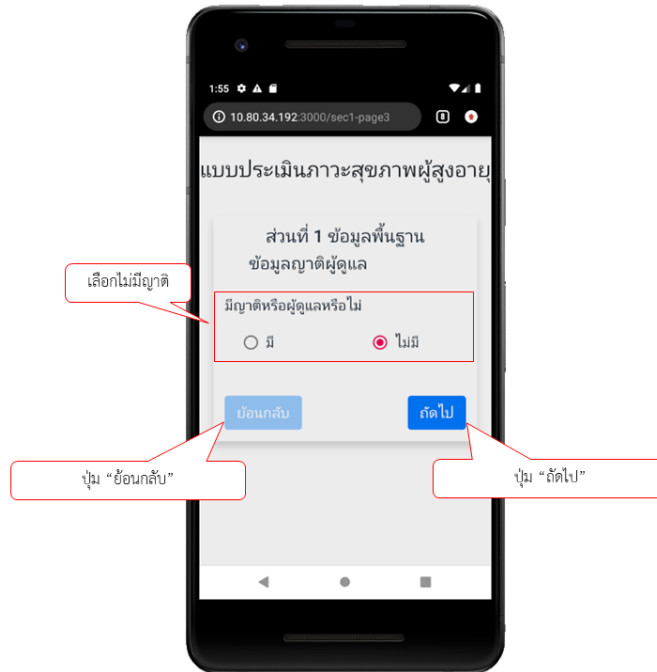 1:55
10.80.34.192:3000/sec1-page3
8
แบบประเมินภาวะสุขภาพผู้สูงอายุ
ส่วนที่ 1 ข้อมูลพื้นฐาน
ข้อมูลญาติผู้ดูแล
เลือกไม่มีญาติ
มีญาติหรือผู้ดูแลหรือไม่
มี
ไม่มี
ย้อนกลับ
ถัดไป
ปุ่ม “ย้อนกลับ”
ปุ่ม “ถัดไป”